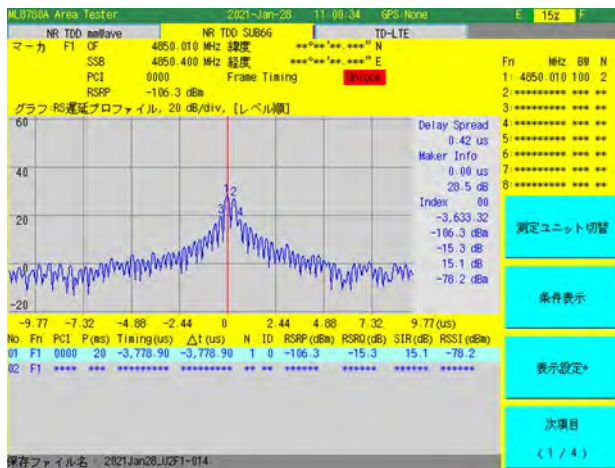 ML8780A Area Tester 2021-Jan-28 11:00:34 GPS:None E 15% F
NR TDD mmWave NR TDD SUB6G TD-LTE
マーカ F1 CF 4850.010 MHz 緯度 ***°**'**.***" N
SSB 4850.400 MHz 経度 ***°**'**.***" E
PCI 0000 Frame Timing Unlock
RSRP -106.3 dBm
グラフ:RS遅延プロファイル, 20 dB/div, [レベル順]
Fn MHz BW N
1: 4850.010 100 2
2:********* *** **
3:********* *** **
4:********* *** **
5:********* *** **
6:********* *** **
7:********* *** **
8:********* *** **
60
40
20
-20
1 2
3 4
Delay Spread
0.42 us
Maker Info
0.00 us
28.5 dB
Index 00
-3,633.32
-106.3 dBm
-15.3 dB
15.1 dB
-78.2 dBm
-9.77 -7.32 -4.88 -2.44 0 2.44 4.88 7.32 9.77(us)
No. Fn PCI P(ms) Timing(us) △t(us) N ID RSRP(dBm) RSRQ(dB) SIR(dB) RSSI(dBm)
01 F1 0000 20 -3,778.90 -3,778.90 1 0 -106.3 -15.3 15.1 -78.2
02 F1 **** *** ********* ********* ** ** ****** ****** ****** ******
測定ユニット切替
条件表示
表示設定*
次項目
(1/4)
保存ファイル名 : 2021Jan28_U2F1-014